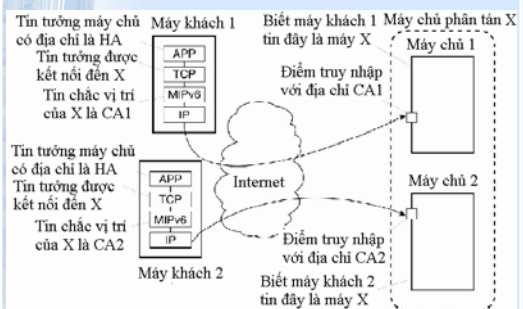 Máy khách 1
Tin tưởng máy chủ
có địa chỉ là HA
Tin tưởng được
kết nối đến X
Tin chắc vị trí
của X là CA1
APP
TCP
MIPv6
IP
Biết máy khách 1
tin đây là máy X
Máy chủ phân tán X
Máy chủ 1
Điểm truy nhập
với địa chỉ CA1
Internet
Tin tưởng máy chủ
có địa chỉ là HA
Tin tưởng được
kết nối đến X
Tin chắc vị trí
của X là CA2
APP
TCP
MIPv6
IP
Máy khách 2
Máy chủ 2
Điểm truy nhập
với địa chỉ CA2
Biết máy khách 2
tin đây là máy X